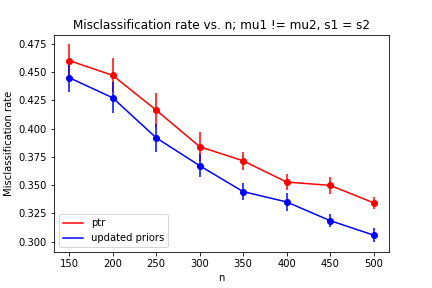 Misclassification rate vs. n; mu1 != mu2, s1 = s2
Misclassification rate
0.475
0.450
0.425
0.400
0.375
0.350
0.325
0.300
ptr
updated priors
150 200 250 300 350 400 450 500
n